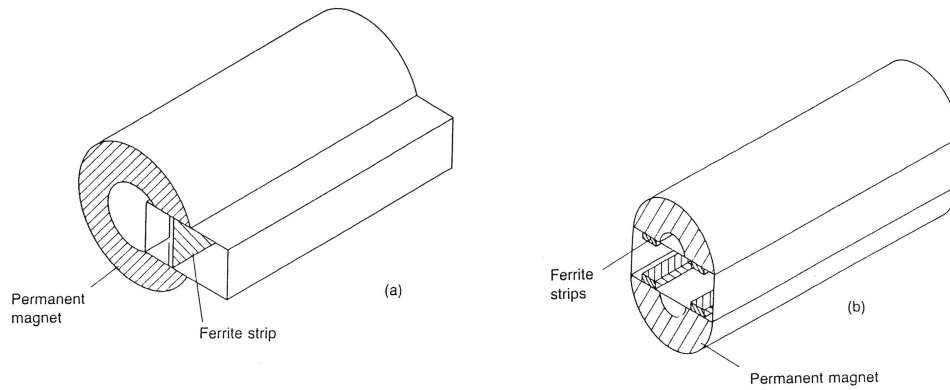 Permanent
magnet
Ferrite strip
(a)
Ferrite
strips
(b)
Permanent magnet